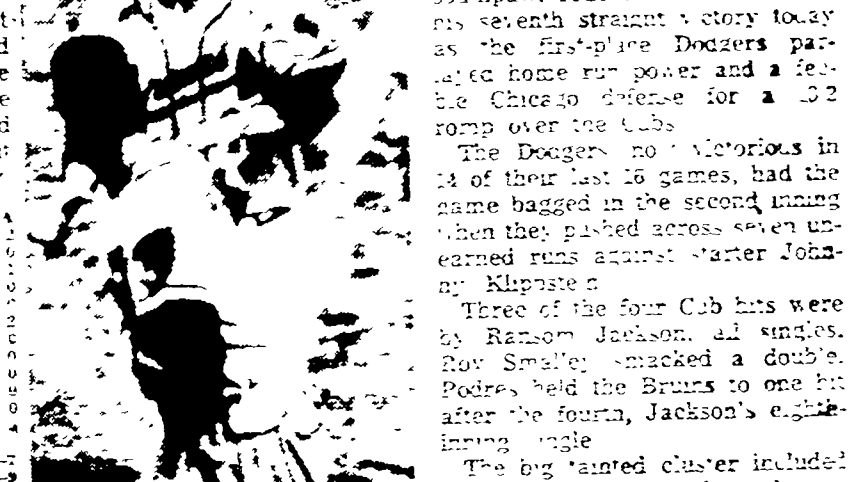 his seventh straight victory today
as the first-place Dodgers par-
layed home run power and a fee-
ble Chicago defense for a
romp over the Cubs
The Dodgers victorious in
14 of their last 16 games, had the
game bagged in the second inning
when they pushed across seven un-
earned runs against starter John-
ny Klippstein
Three of the four Cub hits were
by Ransom Jackson, all singles.
Roy Smalley smacked a double.
Podres held the Bruins to one hit
after the fourth, Jackson's eighth-
inning single
The big tainted cluster included